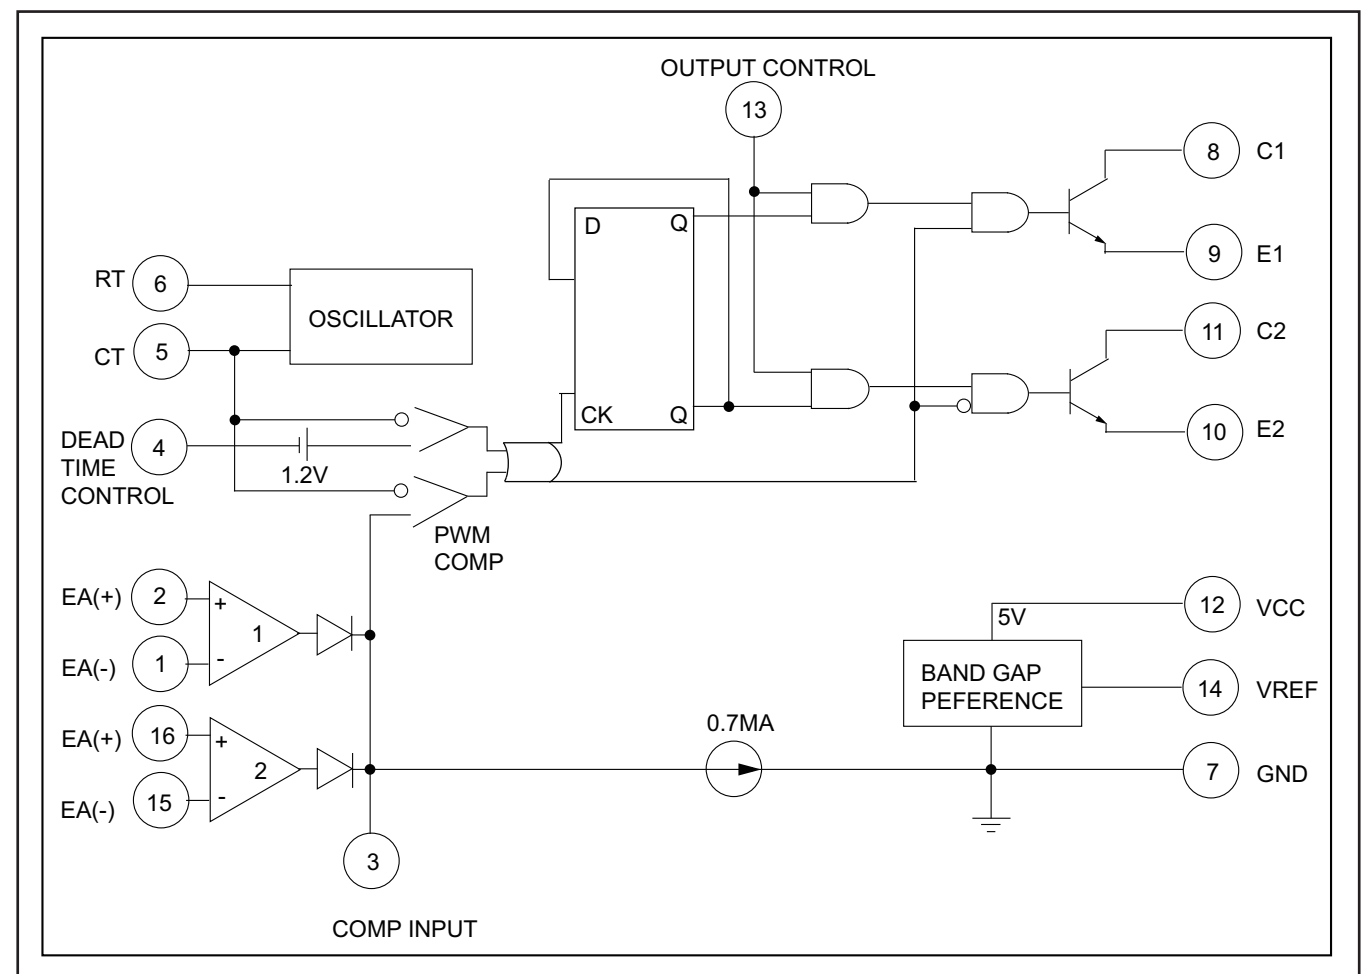 OUTPUT CONTROL
13
8 C1
D Q
9 E1
RT 6
OSCILLATOR
11 C2
CT 5
CK Q
DEAD
TIME
CONTROL
4
1.2V
10 E2
PWM
COMP
EA(+) 2
+
1
-
EA(-) 1
12 VCC
5V
BAND GAP
PEFERENCE
14 VREF
EA(+) 16
+
2
-
EA(-) 15
0.7MA
7 GND
3
COMP INPUT